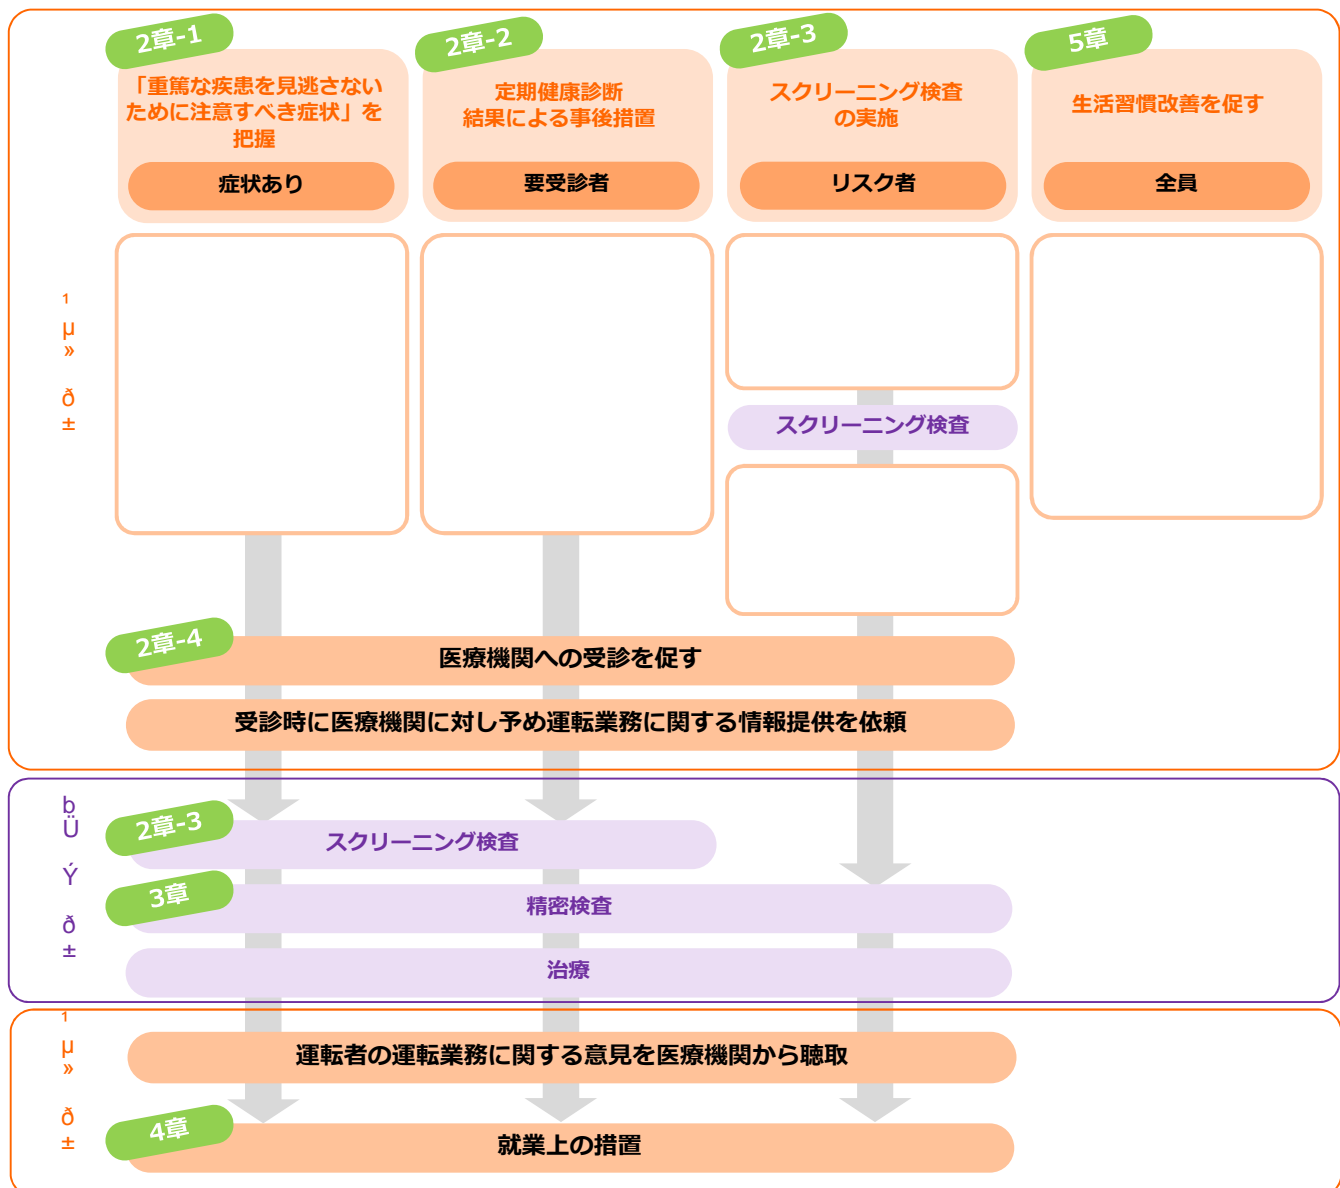 2章-1
「重篤な疾患を見逃さない
ために注意すべき症状」を
把握
症状あり
2章-2
定期健康診断
結果による事後措置
要受診者
2章-3
スクリーニング検査
の実施
リスク者
5章
生活習慣改善を促す
全員
¹
µ
»
ð
±
スクリーニング検査
2章-4
医療機関への受診を促す
受診時に医療機関に対し予め運転業務に関する情報提供を依頼
b
Ü
Ý
ð
±
2章-3
スクリーニング検査
3章
精密検査
治療
¹
µ
»
ð
±
運転者の運転業務に関する意見を医療機関から聴取
4章
就業上の措置